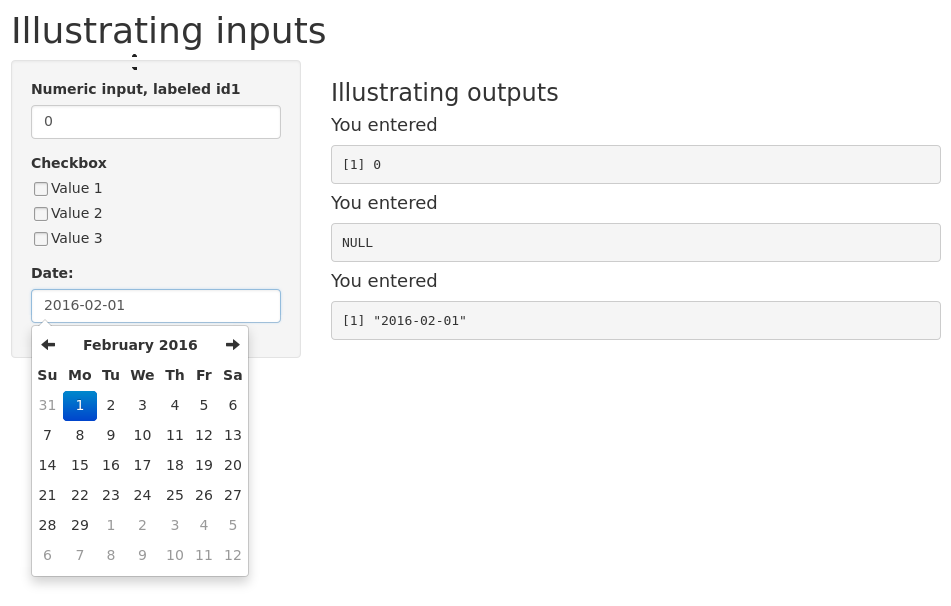 Illustrating inputs
Numeric input, labeled id1
0
Checkbox
Value 1
Value 2
Value 3
Date:
2016-02-01
February 2016
Su Mo Tu We Th Fr Sa
31 1 2 3 4 5 6
7 8 9 10 11 12 13
14 15 16 17 18 19 20
21 22 23 24 25 26 27
28 29 1 2 3 4 5
6 7 8 9 10 11 12
Illustrating outputs
You entered
[1] 0
You entered
NULL
You entered
[1] "2016-02-01"